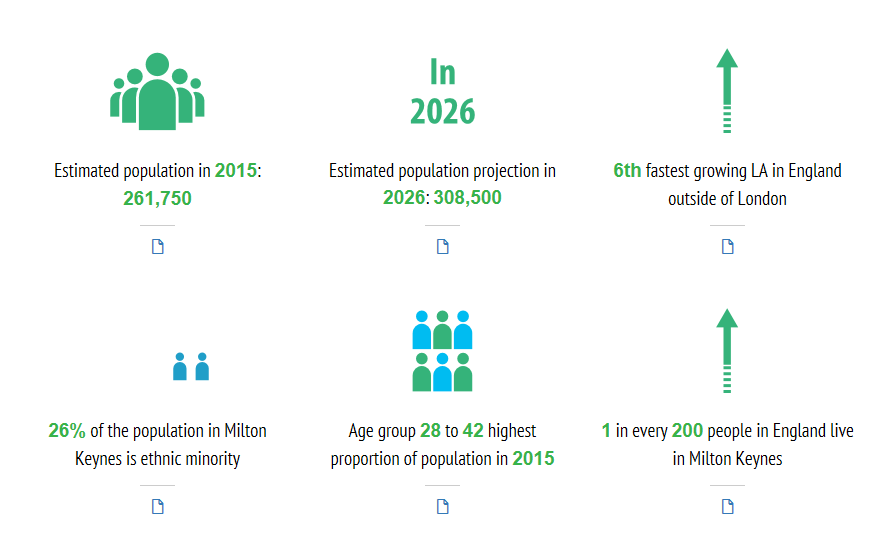 In
2026
Estimated population in 2015:
261,750
Estimated population projection in
2026: 308,500
6th fastest growing LA in England
outside of London
26% of the population in Milton
Keynes is ethnic minority
Age group 28 to 42 highest
proportion of population in 2015
1 in every 200 people in England live
in Milton Keynes